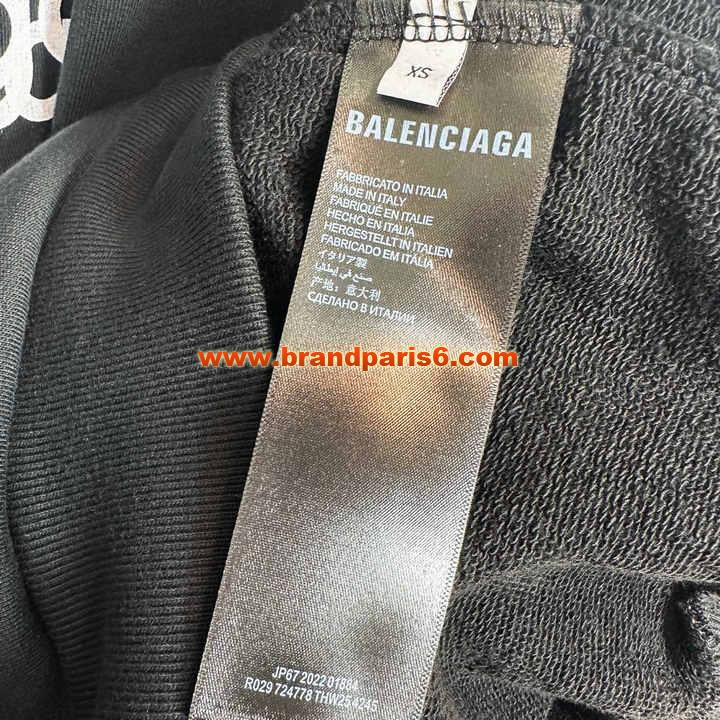 XS
BALENCIAGA
FABBRICATO IN ITALIA
MADE IN ITALY
FABRIQUÉ EN ITALIE
HECHO EN ITALIA
HERGESTELLT IN ITALIEN
FABRICADO EM ITÁLIA
イタリア製
صنع في إيطاليا
产地：意大利
СДЕЛАНО В ИТАЛИИ
www.brandparis6.com
JP67 2022 01864
R029 724778 THW25 4245